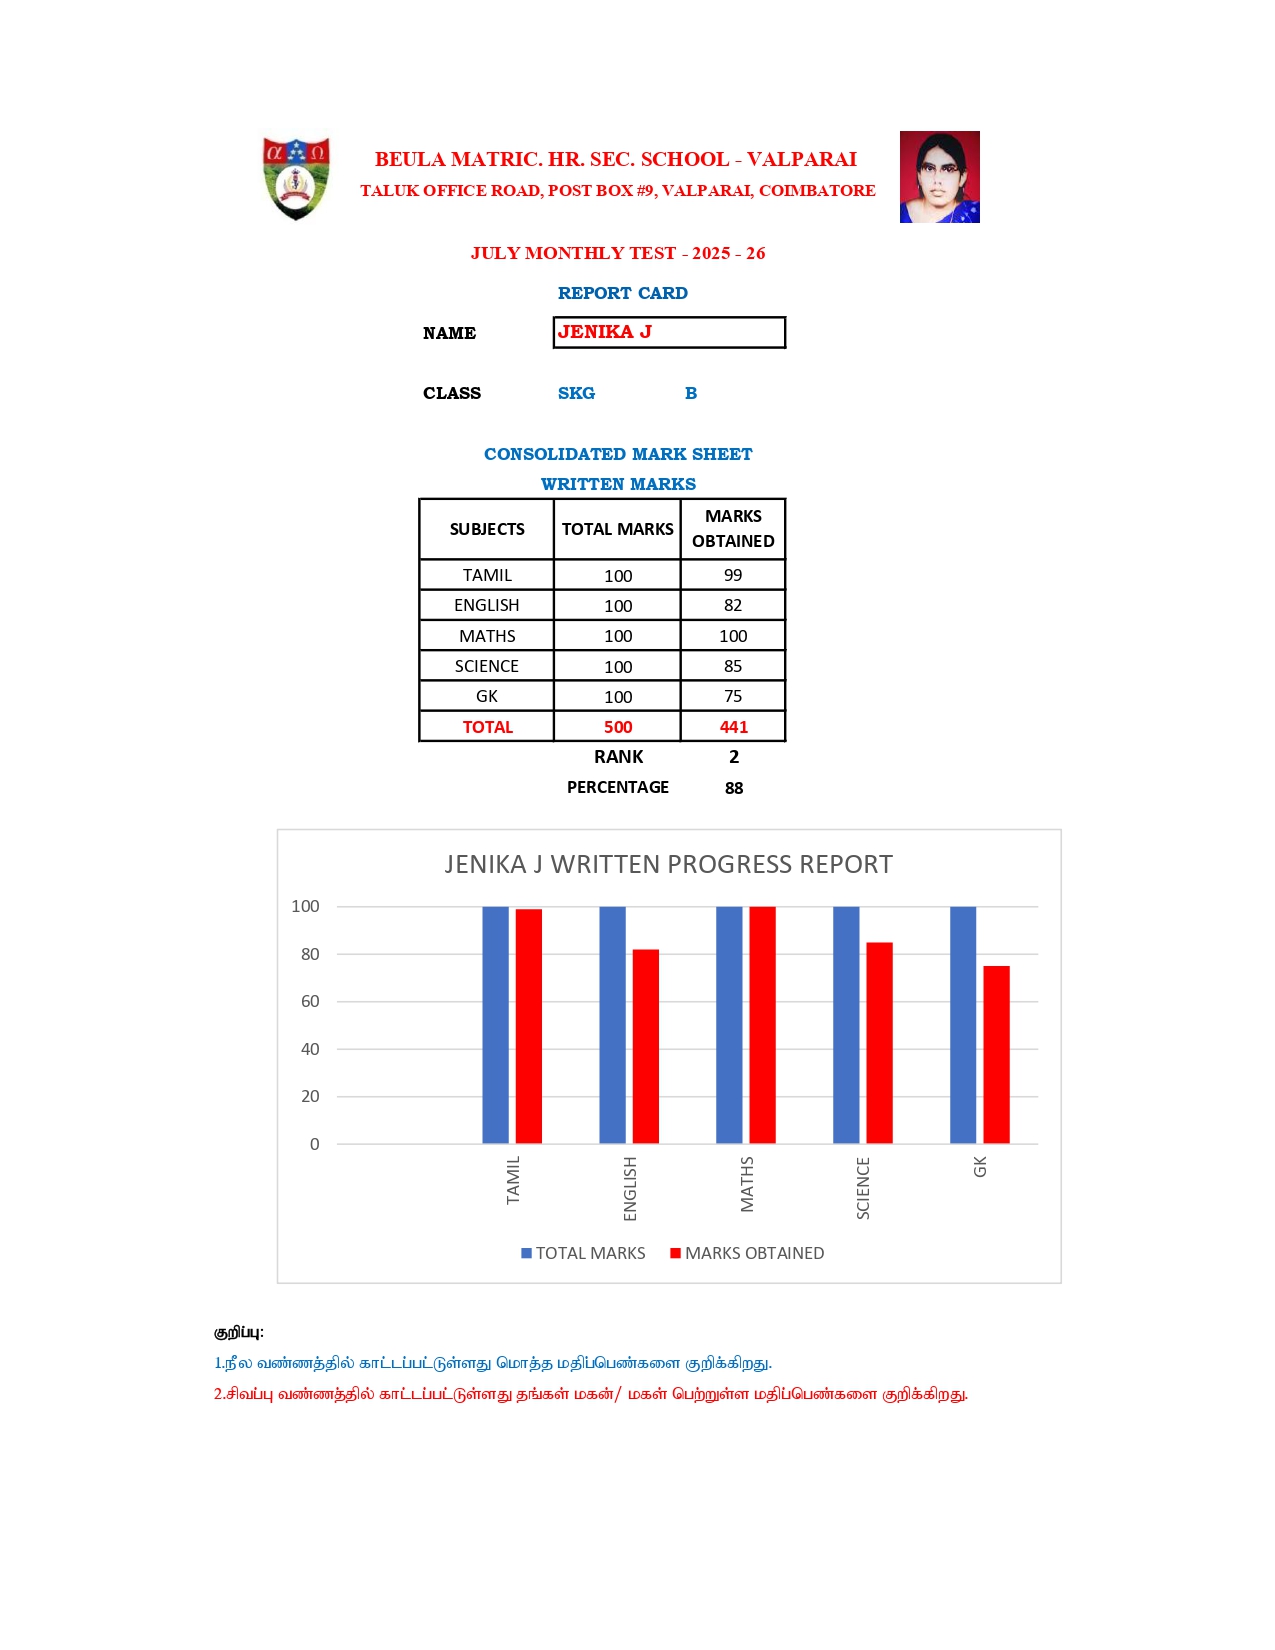 α Ω
BEULA MATRIC. HR. SEC. SCHOOL - VALPARAI
TALUK OFFICE ROAD, POST BOX #9, VALPARAI, COIMBATORE
JULY MONTHLY TEST - 2025 - 26
REPORT CARD
NAME JENIKA J
CLASS SKG B
CONSOLIDATED MARK SHEET
WRITTEN MARKS
SUBJECTS TOTAL MARKS MARKS OBTAINED
TAMIL 100 99
ENGLISH 100 82
MATHS 100 100
SCIENCE 100 85
GK 100 75
TOTAL 500 441
RANK 2
PERCENTAGE 88
JENIKA J WRITTEN PROGRESS REPORT
100
80
60
40
20
0
TAMIL ENGLISH MATHS SCIENCE GK
TOTAL MARKS MARKS OBTAINED
குறிப்பு:
1.நீல வண்ணத்தில் காட்டப்பட்டுள்ளது மொத்த மதிப்பெண்களை குறிக்கிறது.
2.சிவப்பு வண்ணத்தில் காட்டப்பட்டுள்ளது தங்கள் மகன்/ மகள் பெற்றுள்ள மதிப்பெண்களை குறிக்கிறது.